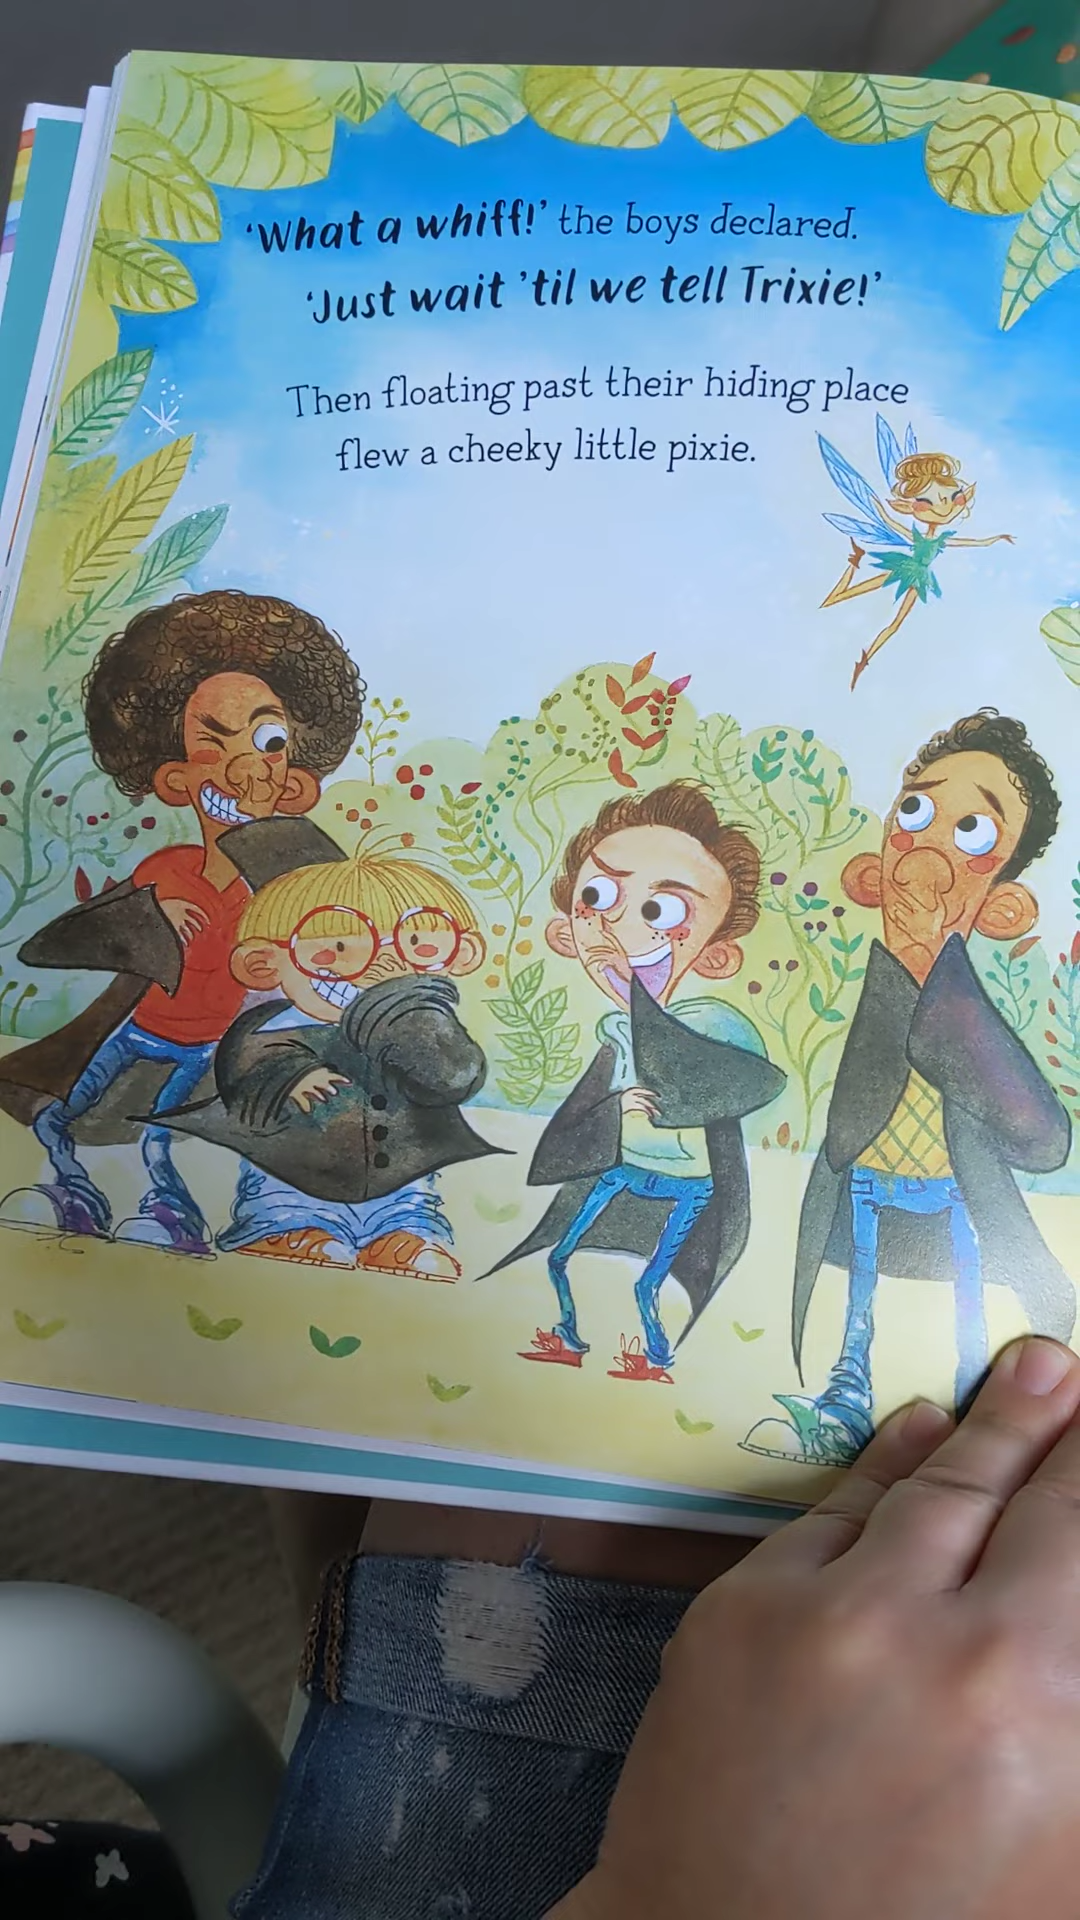 ‘What a whiff!’ the boys declared.
‘Just wait ’til we tell Trixie!’
Then floating past their hiding place
flew a cheeky little pixie.